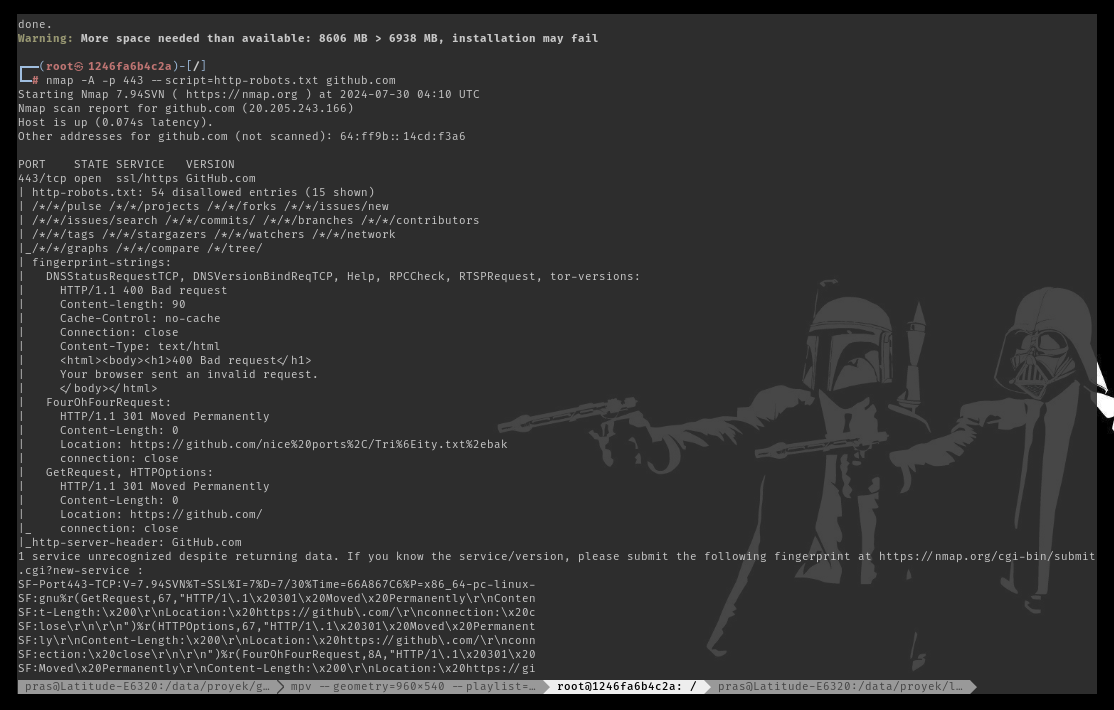 done.
Warning: More space needed than available: 8606 MB > 6938 MB, installation may fail
┌──(root㉿1246fa6b4c2a)-[/]
└─# nmap -A -p 443 --script=http-robots.txt github.com
Starting Nmap 7.94SVN ( https://nmap.org ) at 2024-07-30 04:10 UTC
Nmap scan report for github.com (20.205.243.166)
Host is up (0.074s latency).
Other addresses for github.com (not scanned): 64:ff9b::14cd:f3a6
PORT    STATE SERVICE   VERSION
443/tcp open  ssl/https GitHub.com
| http-robots.txt: 54 disallowed entries (15 shown)
| /*/*/pulse /*/*/projects /*/*/forks /*/*/issues/new
| /*/*/issues/search /*/*/commits/ /*/*/branches /*/*/contributors
| /*/*/tags /*/*/stargazers /*/*/watchers /*/*/network
|_/*/*/graphs /*/*/compare /*/tree/
| fingerprint-strings:
|   DNSStatusRequestTCP, DNSVersionBindReqTCP, Help, RPCCheck, RTSPRequest, tor-versions:
|     HTTP/1.1 400 Bad request
|     Content-length: 90
|     Cache-Control: no-cache
|     Connection: close
|     Content-Type: text/html
|     <html><body><h1>400 Bad request</h1>
|     Your browser sent an invalid request.
|     </body></html>
|   FourOhFourRequest:
|     HTTP/1.1 301 Moved Permanently
|     Content-Length: 0
|     Location: https://github.com/nice%20ports%2C/Tri%6Eity.txt%2ebak
|     connection: close
|   GetRequest, HTTPOptions:
|     HTTP/1.1 301 Moved Permanently
|     Content-Length: 0
|     Location: https://github.com/
|_    connection: close
|_http-server-header: GitHub.com
1 service unrecognized despite returning data. If you know the service/version, please submit the following fingerprint at https://nmap.org/cgi-bin/submit
.cgi?new-service :
SF-Port443-TCP:V=7.94SVN%T=SSL%I=7%D=7/30%Time=66A867C6%P=x86_64-pc-linux-
SF:gnu%r(GetRequest,67,"HTTP/1\.1\x20301\x20Moved\x20Permanently\r\nConten
SF:t-Length:\x200\r\nLocation:\x20https://github\.com/\r\nconnection:\x20c
SF:lose\r\n\r\n")%r(HTTPOptions,67,"HTTP/1\.1\x20301\x20Moved\x20Permanent
SF:ly\r\nContent-Length:\x200\r\nLocation:\x20https://github\.com/\r\nconn
SF:ection:\x20close\r\n\r\n")%r(FourOhFourRequest,8A,"HTTP/1\.1\x20301\x20
SF:Moved\x20Permanently\r\nContent-Length:\x200\r\nLocation:\x20https://gi
pras@Latitude-E6320:/data/proyek/g… mpv --geometry=960×540 --playlist=… root@1246fa6b4c2a: / pras@Latitude-E6320:/data/proyek/l…